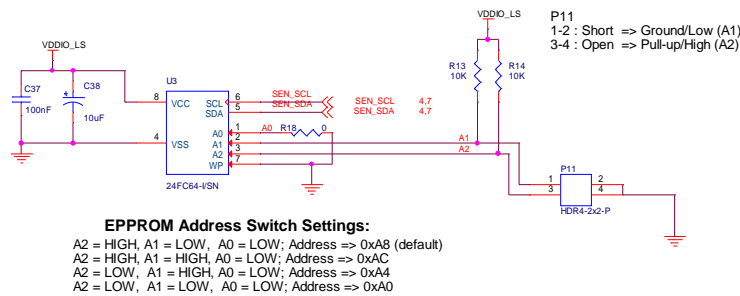 P11
1-2 : Short => Ground/Low (A1)
3-4 : Open => Pull-up/High (A2)
VDDIO_LS
VDDIO_LS
R13
10K
R14
10K
C37
100nF
C38
10uF
+
U3
8
VCC
SCL
6
SEN_SCL
SEN_SCL
4,7
SDA
5
SEN_SDA
SEN_SDA
4,7
4
VSS
A0
1
A0
R18
0
A1
2
A1
A2
3
A2
WP
7
24FC64-I/SN
P11
1
2
3
4
HDR4-2x2-P
EPPROM Address Switch Settings:
A2 = HIGH, A1 = LOW, A0 = LOW; Address => 0xA8 (default)
A2 = HIGH, A1 = HIGH, A0 = LOW; Address => 0xAC
A2 = LOW, A1 = HIGH, A0 = LOW; Address => 0xA4
A2 = LOW, A1 = LOW, A0 = LOW; Address => 0xA0